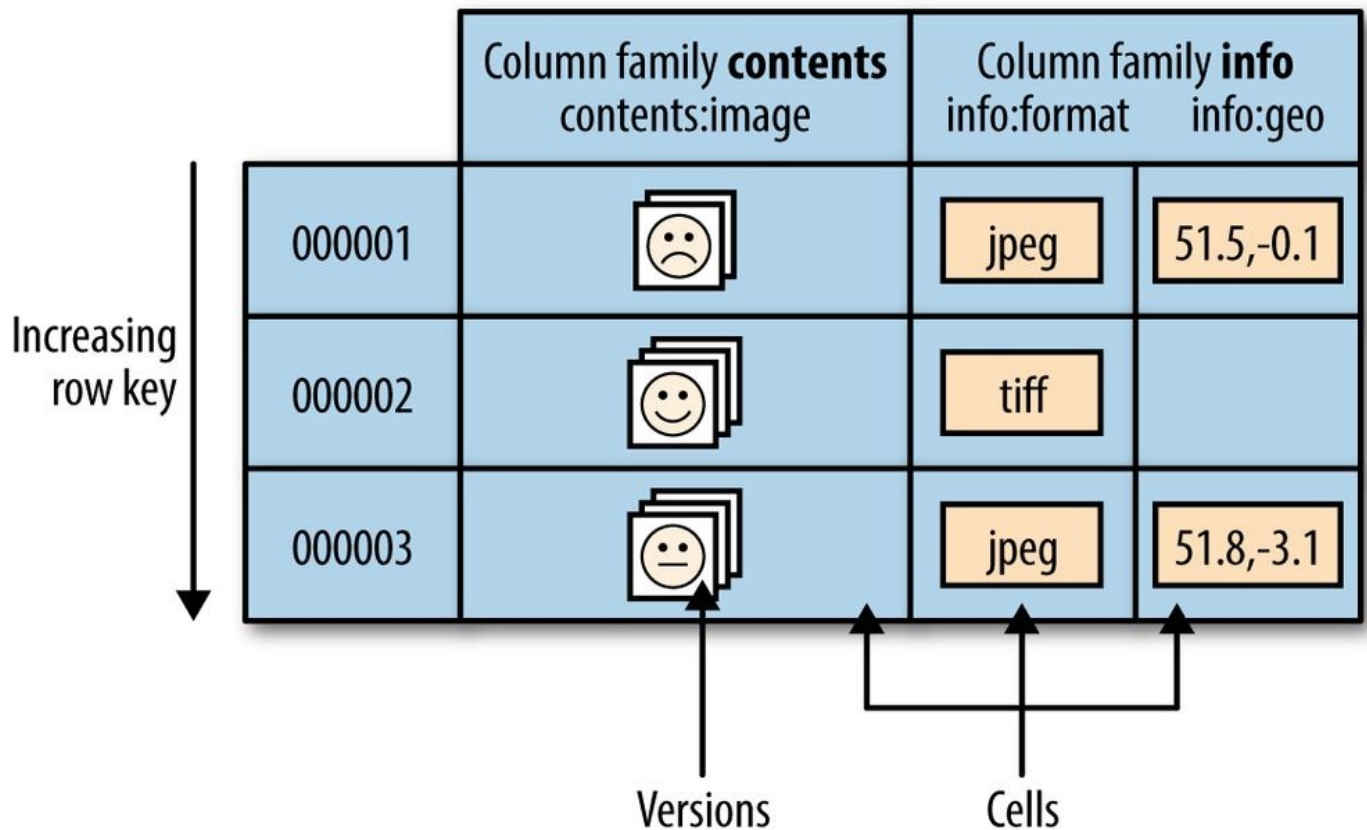 Column family contents
contents:image
Column family info
info:format info:geo
Increasing
row key
000001
jpeg
51.5,-0.1
000002
tiff
000003
jpeg
51.8,-3.1
Versions
Cells